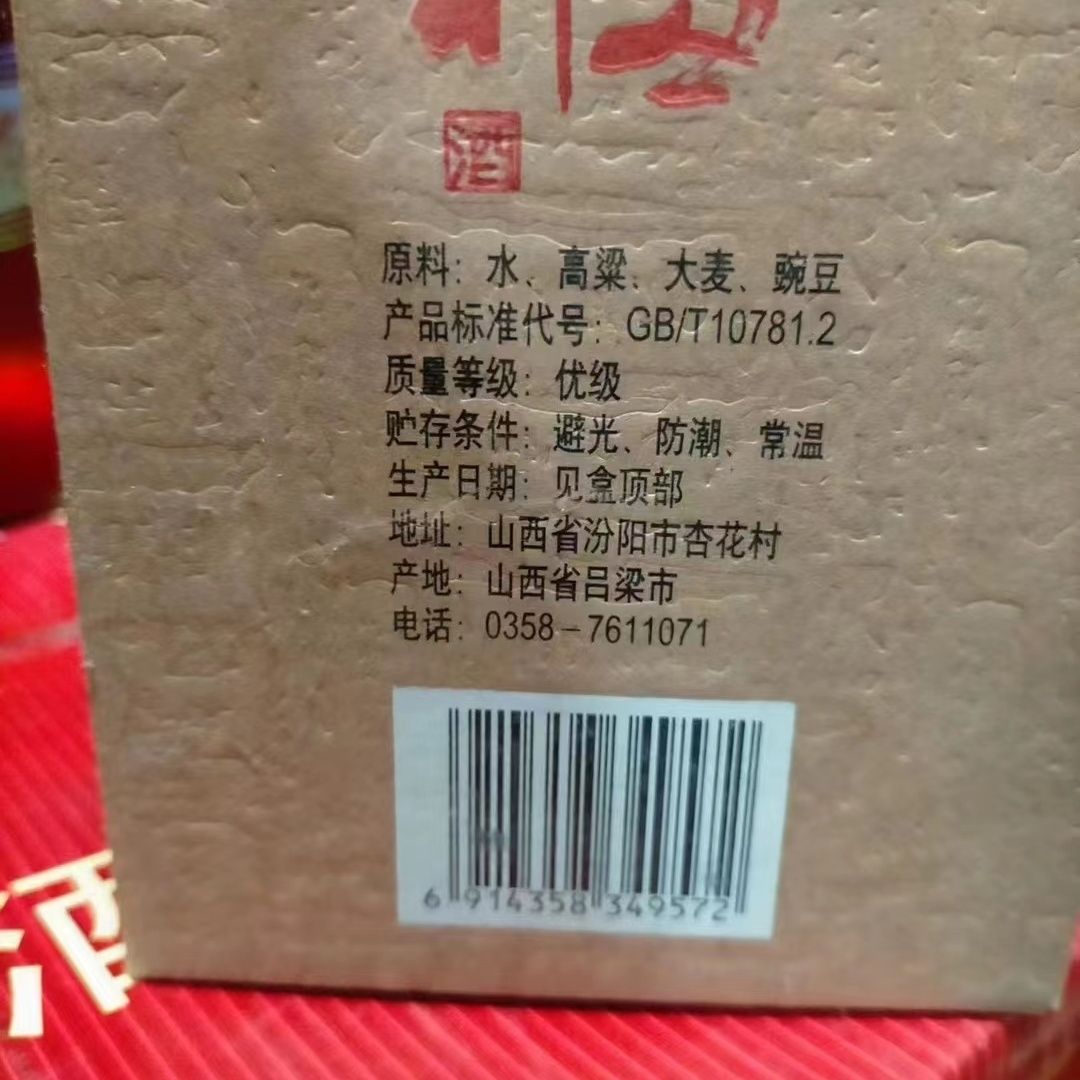 酒
原料：水、高粱、大麦、豌豆
产品标准代号：GB/T10781.2
质量等级：优级
贮存条件：避光、防潮、常温
生产日期：见盒顶部
地址：山西省汾阳市杏花村
产地：山西省吕梁市
电话：0358－7611071
6 914358 349572
酒